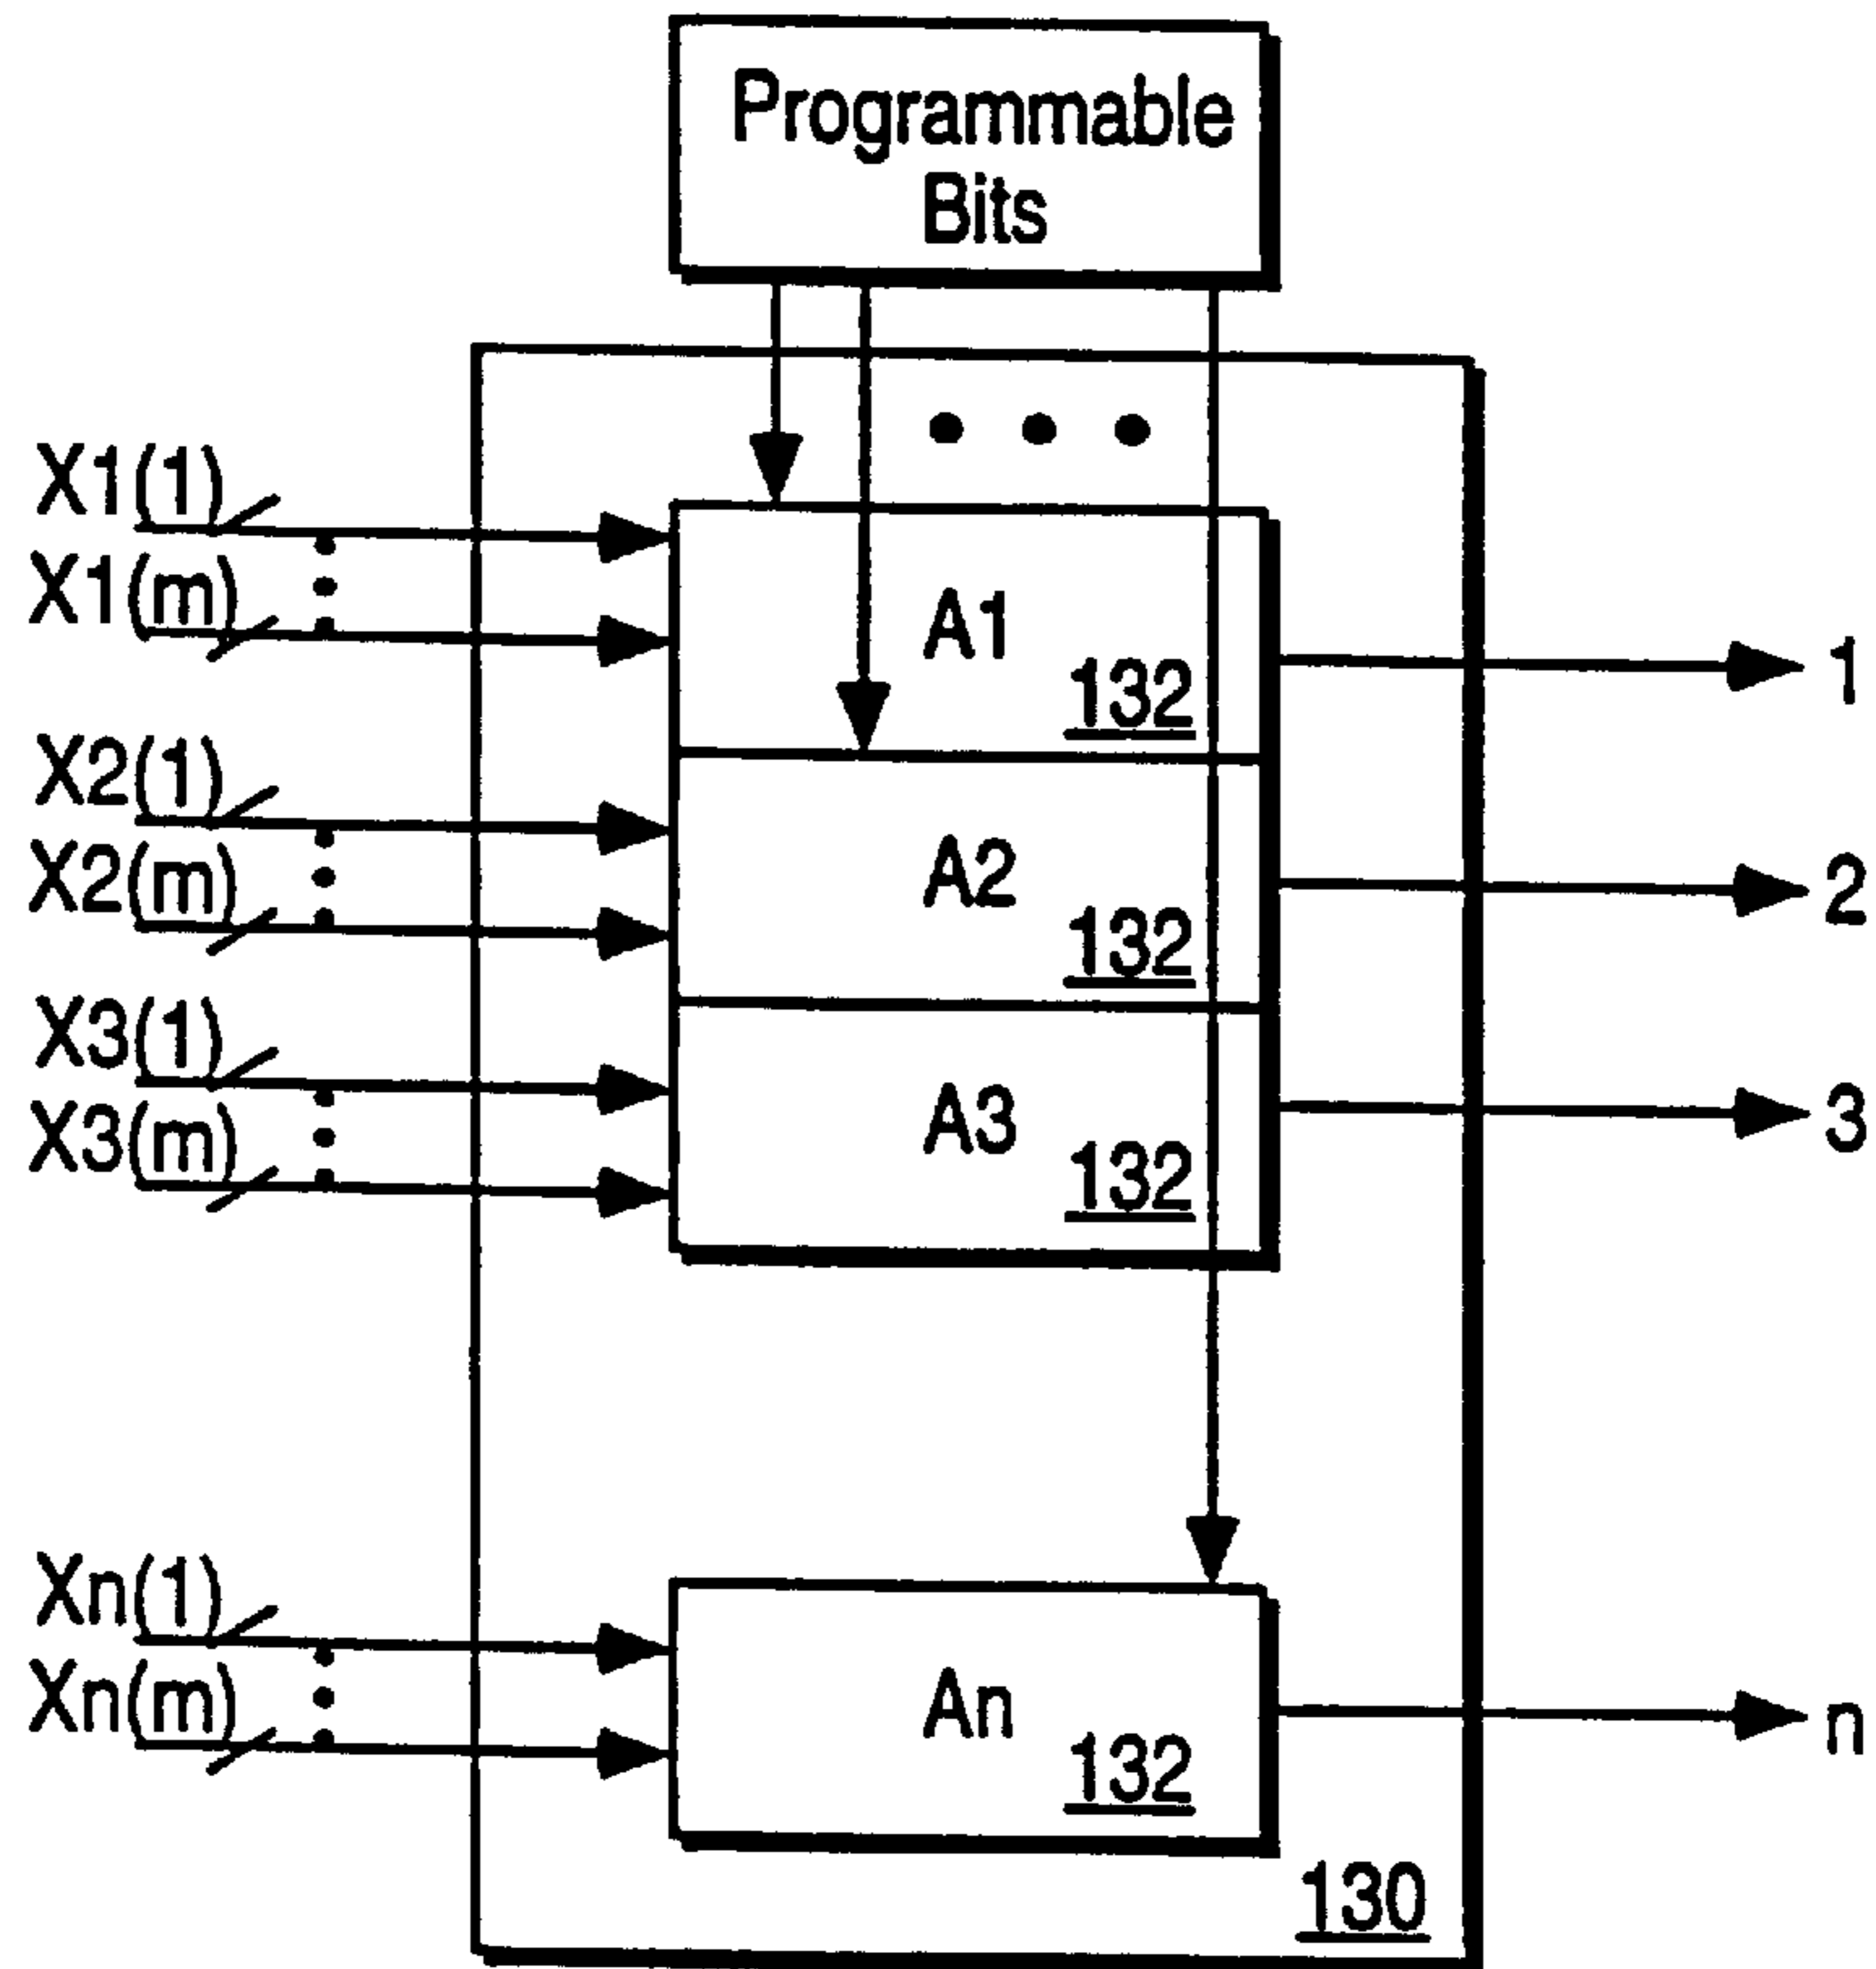 Programmable
Bits
X1(1)
X1(m)
A1
132
1
X2(1)
X2(m)
A2
132
2
X3(1)
X3(m)
A3
132
3
Xn(1)
Xn(m)
An
132
n
130